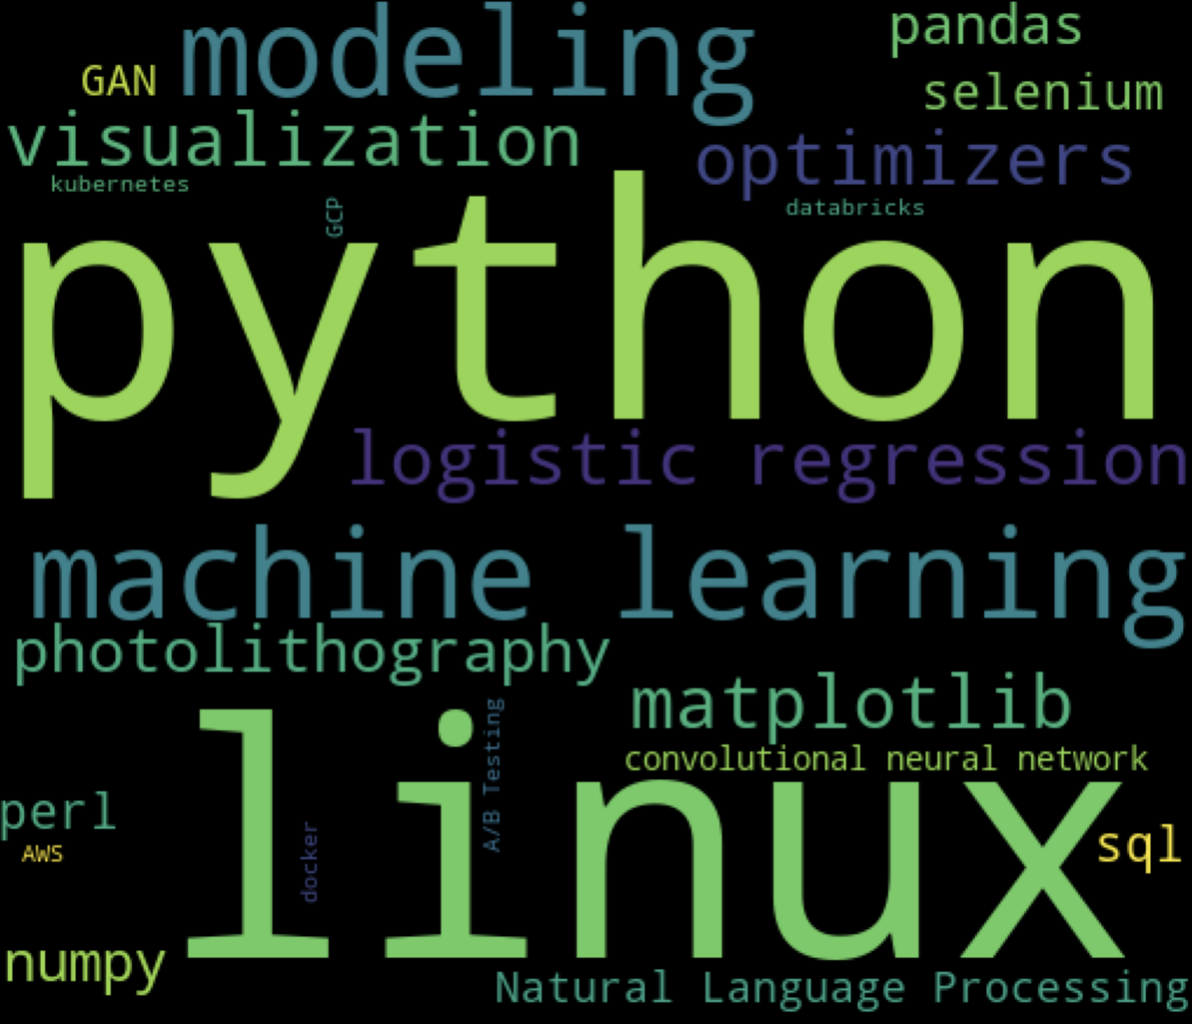 modeling
pandas
GAN
selenium
visualization
optimizers
kubernetes
GCP
databricks
python
logistic regression
machine learning
photolithography
matplotlib
A/B Testing
convolutional neural network
linux
perl
sql
AWS
docker
numpy
Natural Language Processing